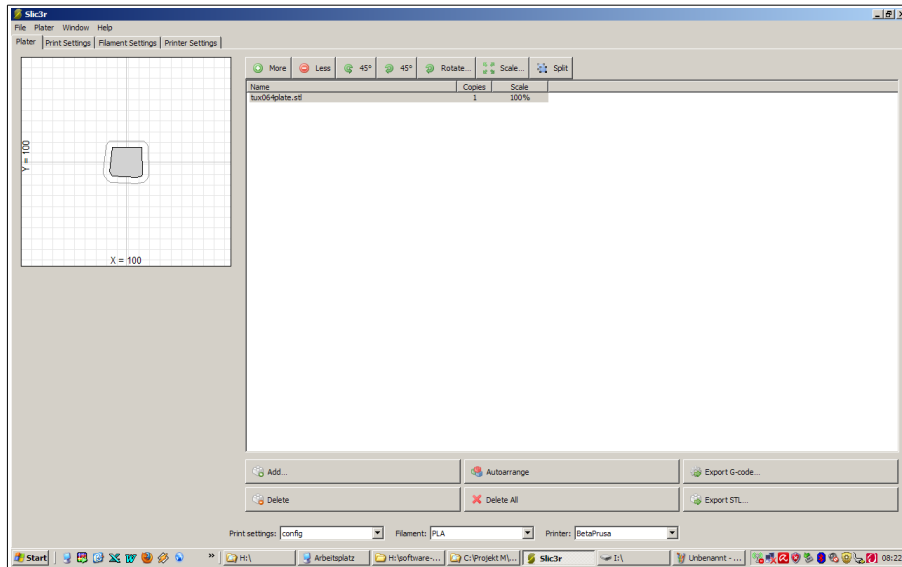 Slic3r
File Plater Window Help
Plater Print Settings Filament Settings Printer Settings
More Less 45° 45° Rotate... Scale... Split
Name Copies Scale
tux064plate.stl 1 100%
Y = 100
X = 100
Add... Autoarrange Export G-code...
Delete Delete All Export STL...
Print settings: config Filament: PLA Printer: BetaPrusa
Start » H:\ Arbeitsplatz H:\software-... C:\Projekt M\... Slic3r I:\ Unbenannt - ... 08:22